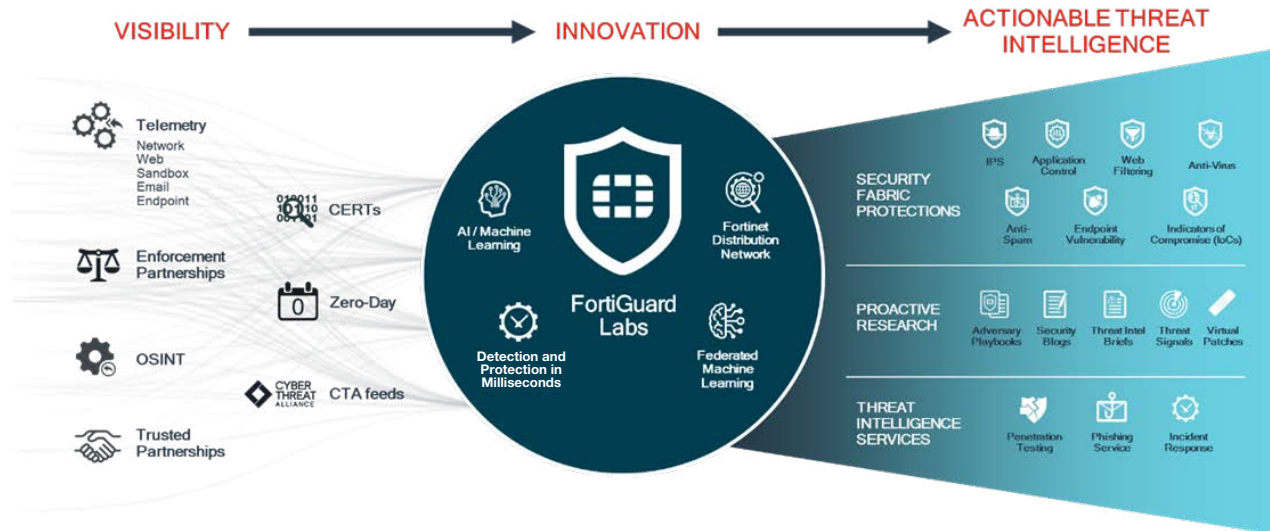 VISIBILITY
INNOVATION
ACTIONABLE THREAT
INTELLIGENCE
Telemetry
Network
Web
Sandbox
Email
Endpoint
Enforcement
Partnerships
OSINT
Trusted
Partnerships
010011
10110
001101
CERTs
0
Zero-Day
CYBER
THREAT
ALLIANCE
CTA feeds
AI / Machine
Learning
Fortinet
Distribution
Network
FortiGuard
Labs
Detection and
Protection in
Milliseconds
Federated
Machine
Learning
SECURITY
FABRIC
PROTECTIONS
IPS
Application
Control
Web
Filtering
Anti-Virus
Anti-
Spam
Endpoint
Vulnerability
Indicators of
Compromise (IoCs)
PROACTIVE
RESEARCH
Adversary
Playbooks
Security
Blogs
Threat Intel
Briefs
Threat
Signals
Virtual
Patches
THREAT
INTELLIGENCE
SERVICES
Penetration
Testing
Phishing
Service
Incident
Response